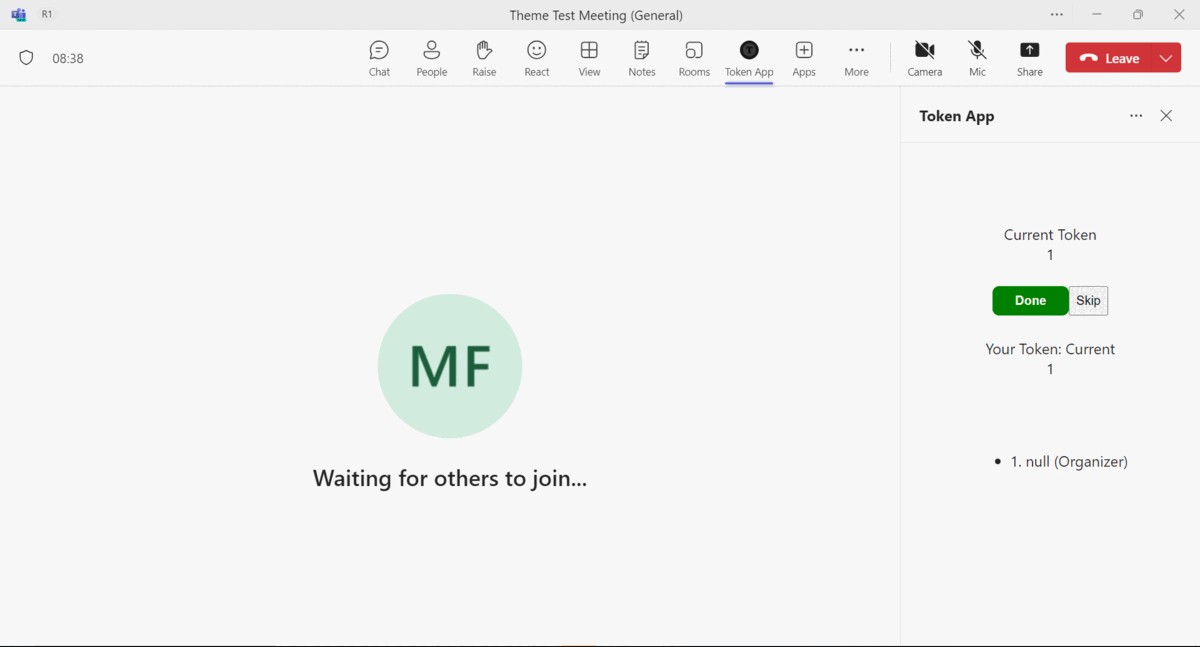 R1
Theme Test Meeting (General)
08:38
Chat
People
Raise
React
View
Notes
Rooms
T
Token App
Apps
More
Camera
Mic
Share
Leave
Token App
Current Token
1
Done
Skip
Your Token: Current
1
1. null (Organizer)
MF
Waiting for others to join...